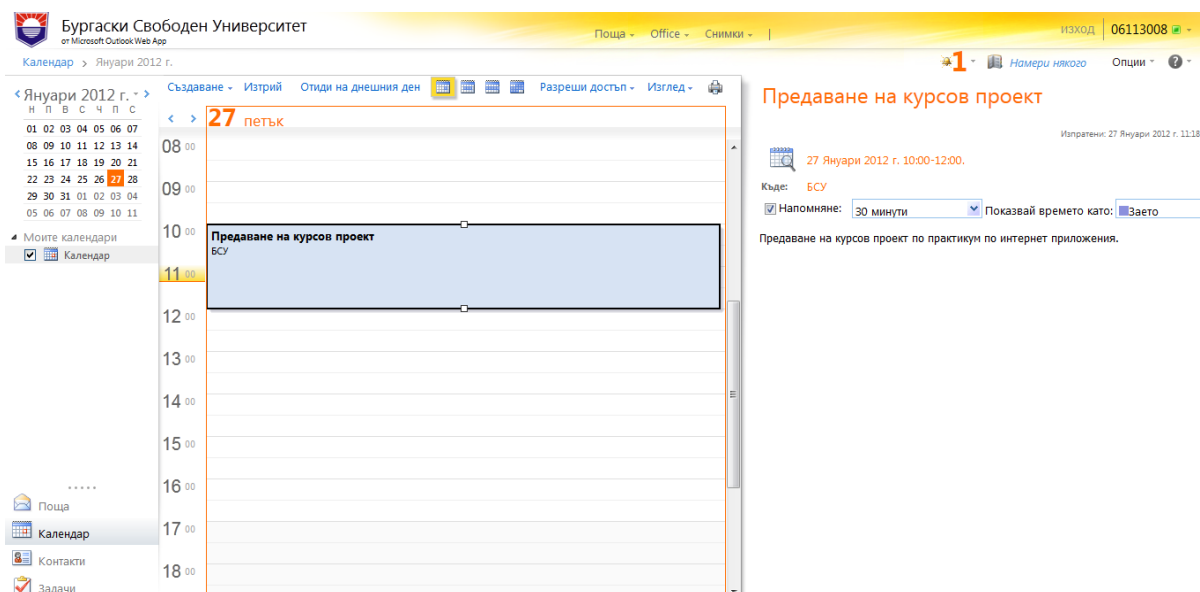 Бургаски Свободен Университет
от Microsoft Outlook Web App
Поща Office Снимки
изход 06113008
Календар > Януари 2012 г.
1 Намери някого Опции
Януари 2012 г.
Н П В С Ч П С
01 02 03 04 05 06 07
08 09 10 11 12 13 14
15 16 17 18 19 20 21
22 23 24 25 26 27 28
29 30 31 01 02 03 04
05 06 07 08 09 10 11
Моите календари
Календар
Поща
Календар
Контакти
Задачи
Създаване Изтрий Отиди на днешния ден Разреши достъп Изглед
27 петък
08 00
09 00
10 00
Предаване на курсов проект
БСУ
11 00
12 00
13 00
14 00
15 00
16 00
17 00
18 00
Предаване на курсов проект
Изпратени: 27 Януари 2012 г. 11:18
27 Януари 2012 г. 10:00-12:00.
Къде: БСУ
Напомняне: 30 минути Показвай времето като: Заето
Предаване на курсов проект по практикум по интернет приложения.